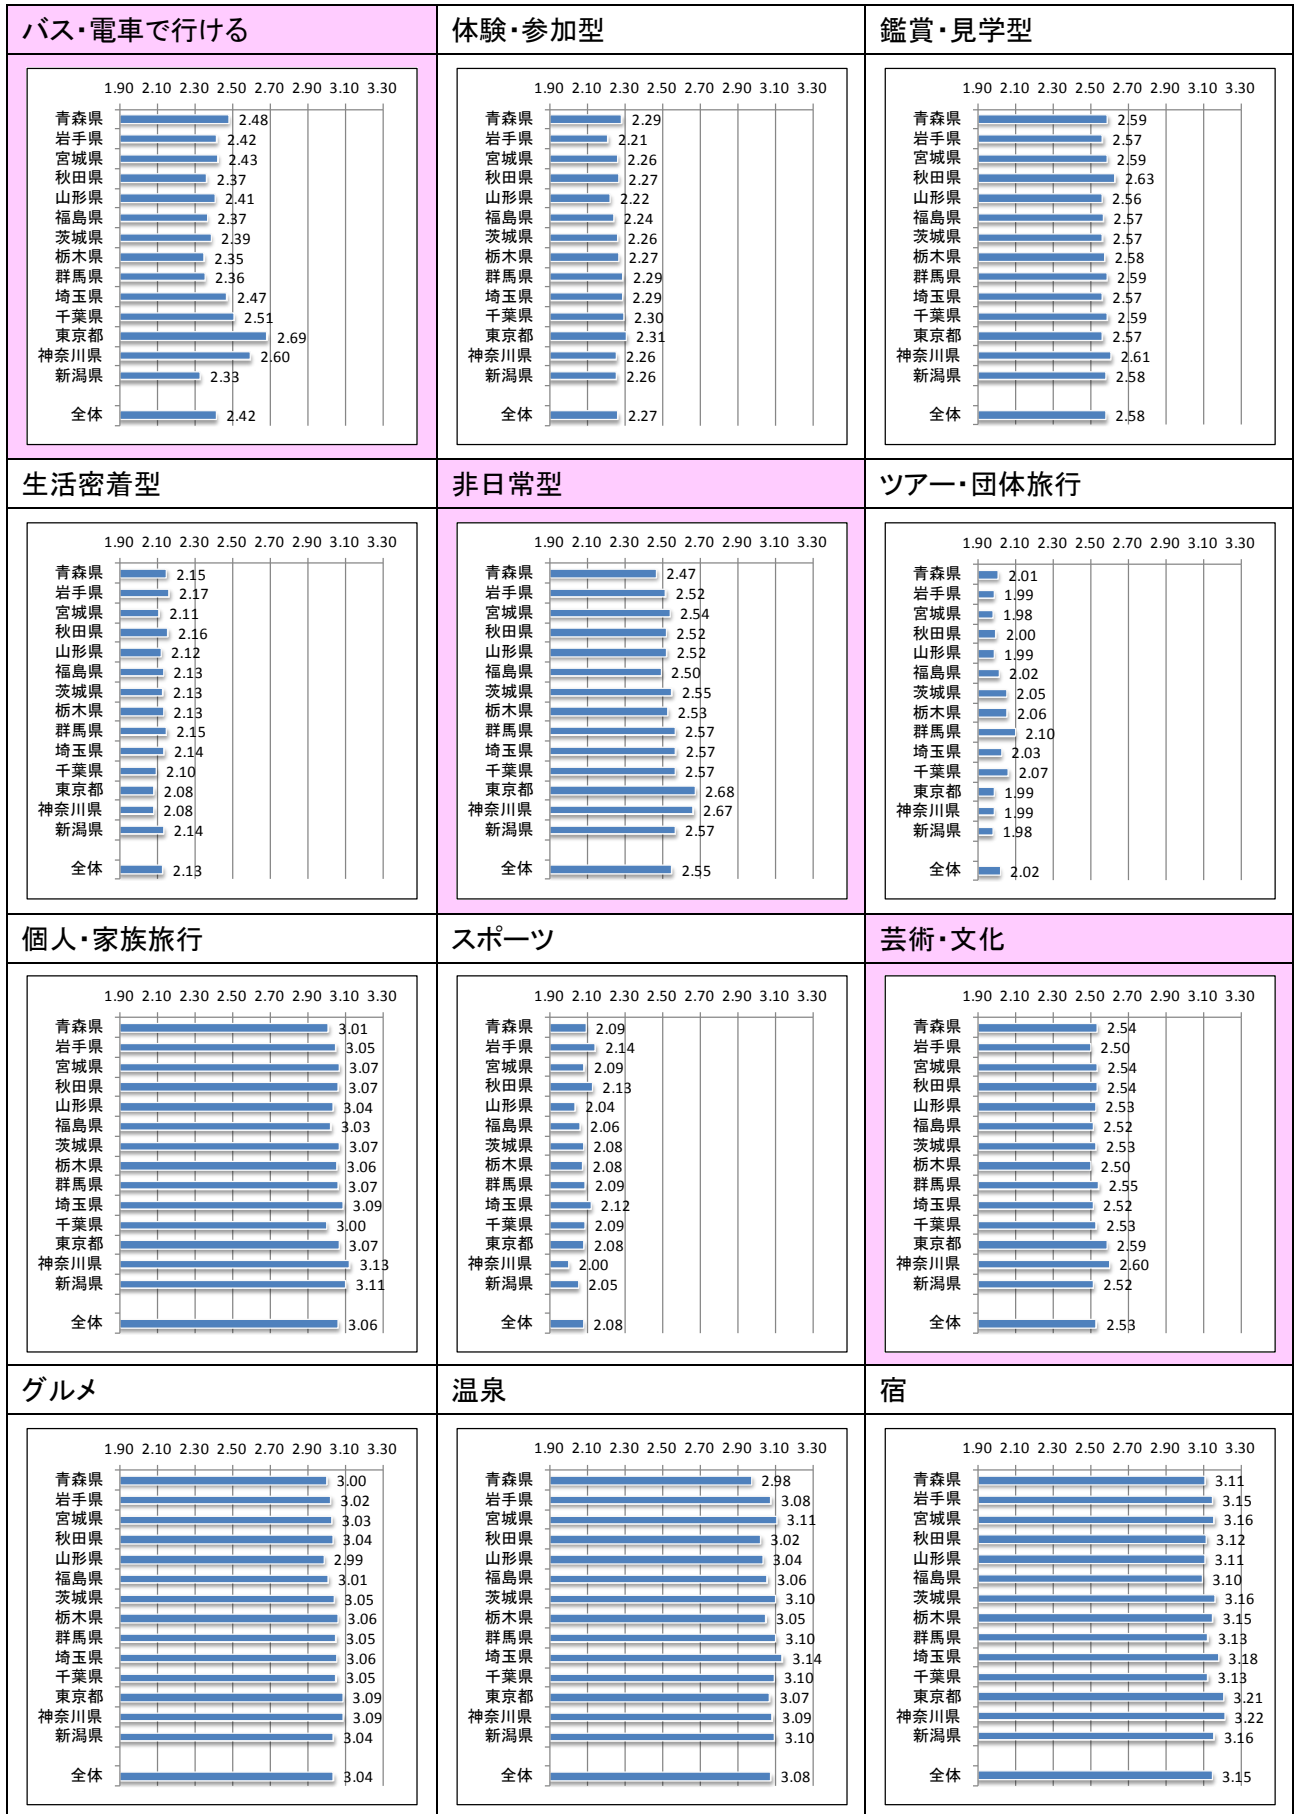 バス・電車で行ける
1.90 2.10 2.30 2.50 2.70 2.90 3.10 3.30
青森県 2.48
岩手県 2.42
宮城県 2.43
秋田県 2.37
山形県 2.41
福島県 2.37
茨城県 2.39
栃木県 2.35
群馬県 2.36
埼玉県 2.47
千葉県 2.51
東京都 2.69
神奈川県 2.60
新潟県 2.33
全体 2.42
体験・参加型
1.90 2.10 2.30 2.50 2.70 2.90 3.10 3.30
青森県 2.29
岩手県 2.21
宮城県 2.26
秋田県 2.27
山形県 2.22
福島県 2.24
茨城県 2.26
栃木県 2.27
群馬県 2.29
埼玉県 2.29
千葉県 2.30
東京都 2.31
神奈川県 2.26
新潟県 2.26
全体 2.27
鑑賞・見学型
1.90 2.10 2.30 2.50 2.70 2.90 3.10 3.30
青森県 2.59
岩手県 2.57
宮城県 2.59
秋田県 2.63
山形県 2.56
福島県 2.57
茨城県 2.57
栃木県 2.58
群馬県 2.59
埼玉県 2.57
千葉県 2.59
東京都 2.57
神奈川県 2.61
新潟県 2.58
全体 2.58
生活密着型
1.90 2.10 2.30 2.50 2.70 2.90 3.10 3.30
青森県 2.15
岩手県 2.17
宮城県 2.11
秋田県 2.16
山形県 2.12
福島県 2.13
茨城県 2.13
栃木県 2.13
群馬県 2.15
埼玉県 2.14
千葉県 2.10
東京都 2.08
神奈川県 2.08
新潟県 2.14
全体 2.13
非日常型
1.90 2.10 2.30 2.50 2.70 2.90 3.10 3.30
青森県 2.47
岩手県 2.52
宮城県 2.54
秋田県 2.52
山形県 2.52
福島県 2.50
茨城県 2.55
栃木県 2.53
群馬県 2.57
埼玉県 2.57
千葉県 2.57
東京都 2.68
神奈川県 2.67
新潟県 2.57
全体 2.55
ツアー・団体旅行
1.90 2.10 2.30 2.50 2.70 2.90 3.10 3.30
青森県 2.01
岩手県 1.99
宮城県 1.98
秋田県 2.00
山形県 1.99
福島県 2.02
茨城県 2.05
栃木県 2.06
群馬県 2.10
埼玉県 2.03
千葉県 2.07
東京都 1.99
神奈川県 1.99
新潟県 1.98
全体 2.02
個人・家族旅行
1.90 2.10 2.30 2.50 2.70 2.90 3.10 3.30
青森県 3.01
岩手県 3.05
宮城県 3.07
秋田県 3.07
山形県 3.04
福島県 3.03
茨城県 3.07
栃木県 3.06
群馬県 3.07
埼玉県 3.09
千葉県 3.00
東京都 3.07
神奈川県 3.13
新潟県 3.11
全体 3.06
スポーツ
1.90 2.10 2.30 2.50 2.70 2.90 3.10 3.30
青森県 2.09
岩手県 2.14
宮城県 2.09
秋田県 2.13
山形県 2.04
福島県 2.06
茨城県 2.08
栃木県 2.08
群馬県 2.09
埼玉県 2.12
千葉県 2.09
東京都 2.08
神奈川県 2.00
新潟県 2.05
全体 2.08
芸術・文化
1.90 2.10 2.30 2.50 2.70 2.90 3.10 3.30
青森県 2.54
岩手県 2.50
宮城県 2.54
秋田県 2.54
山形県 2.53
福島県 2.52
茨城県 2.53
栃木県 2.50
群馬県 2.55
埼玉県 2.52
千葉県 2.53
東京都 2.59
神奈川県 2.60
新潟県 2.52
全体 2.53
グルメ
1.90 2.10 2.30 2.50 2.70 2.90 3.10 3.30
青森県 3.00
岩手県 3.02
宮城県 3.03
秋田県 3.04
山形県 2.99
福島県 3.01
茨城県 3.05
栃木県 3.06
群馬県 3.05
埼玉県 3.06
千葉県 3.05
東京都 3.09
神奈川県 3.09
新潟県 3.04
全体 3.04
温泉
1.90 2.10 2.30 2.50 2.70 2.90 3.10 3.30
青森県 2.98
岩手県 3.08
宮城県 3.11
秋田県 3.02
山形県 3.04
福島県 3.06
茨城県 3.10
栃木県 3.05
群馬県 3.10
埼玉県 3.14
千葉県 3.10
東京都 3.07
神奈川県 3.09
新潟県 3.10
全体 3.08
宿
1.90 2.10 2.30 2.50 2.70 2.90 3.10 3.30
青森県 3.11
岩手県 3.15
宮城県 3.16
秋田県 3.12
山形県 3.11
福島県 3.10
茨城県 3.16
栃木県 3.15
群馬県 3.13
埼玉県 3.18
千葉県 3.13
東京都 3.21
神奈川県 3.22
新潟県 3.16
全体 3.15